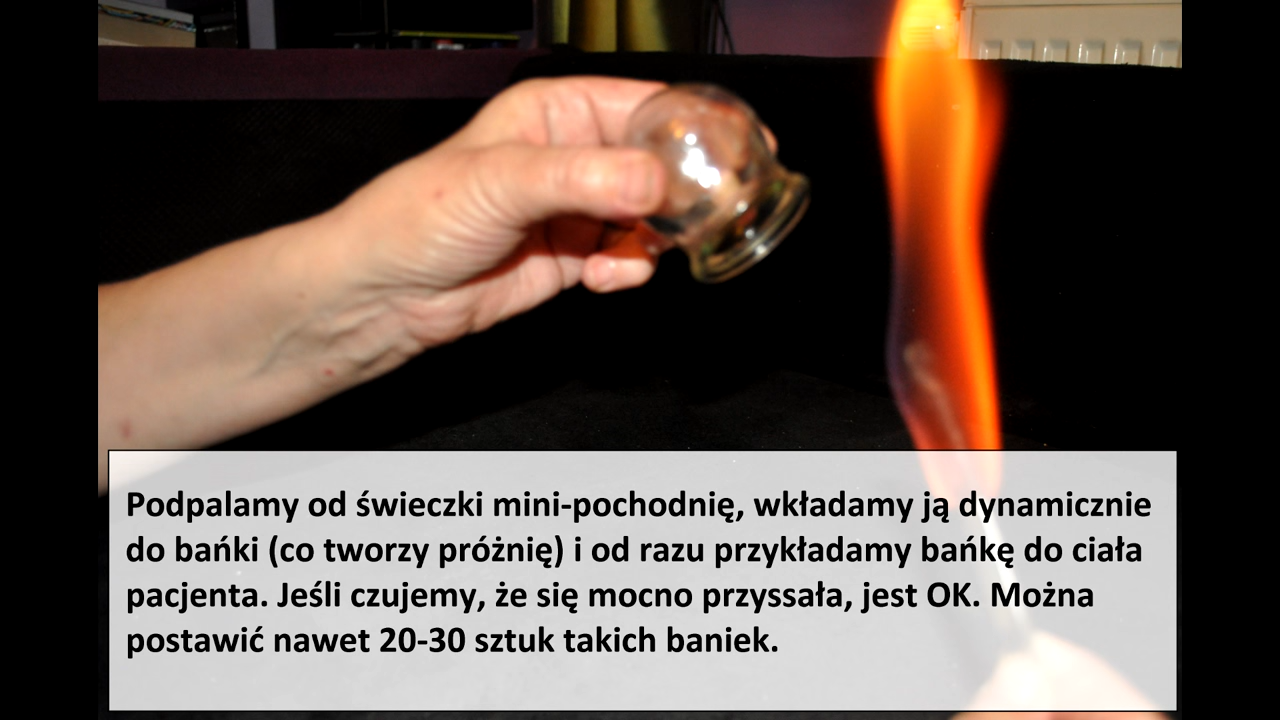 Podpalamy od świeczki mini-pochodnię, wkładamy ją dynamicznie
do bańki (co tworzy próżnię) i od razu przykładamy bańkę do ciała
pacjenta. Jeśli czujemy, że się mocno przyssała, jest OK. Można
postawić nawet 20-30 sztuk takich baniek.